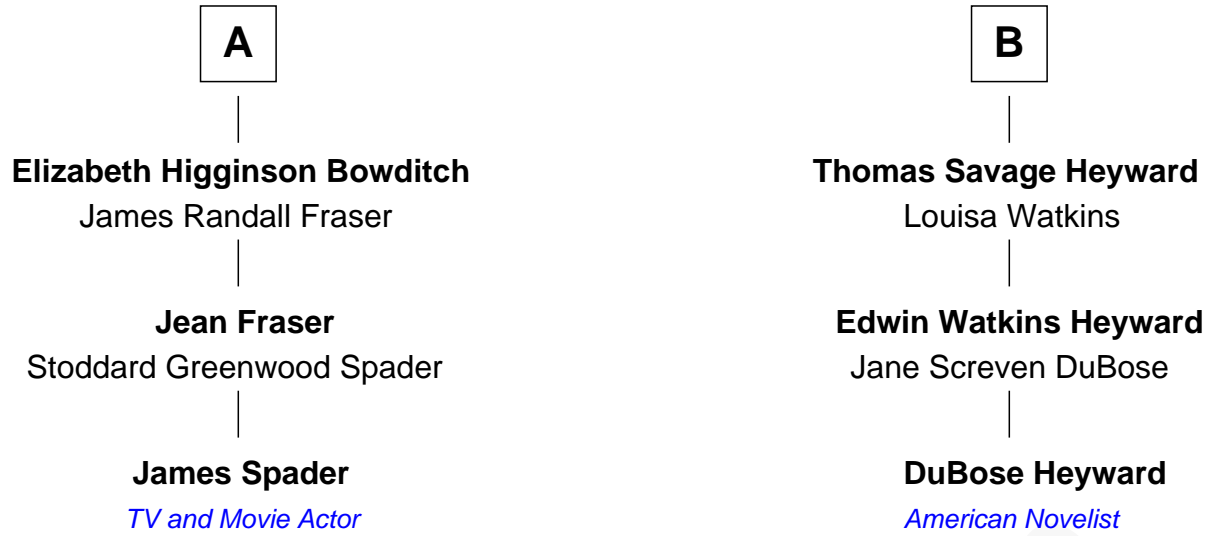 A
Elizabeth Higginson Bowditch
James Randall Fraser
Jean Fraser
Stoddard Greenwood Spader
James Spader
TV and Movie Actor
B
Thomas Savage Heyward
Louisa Watkins
Edwin Watkins Heyward
Jane Screven DuBose
DuBose Heyward
American Novelist